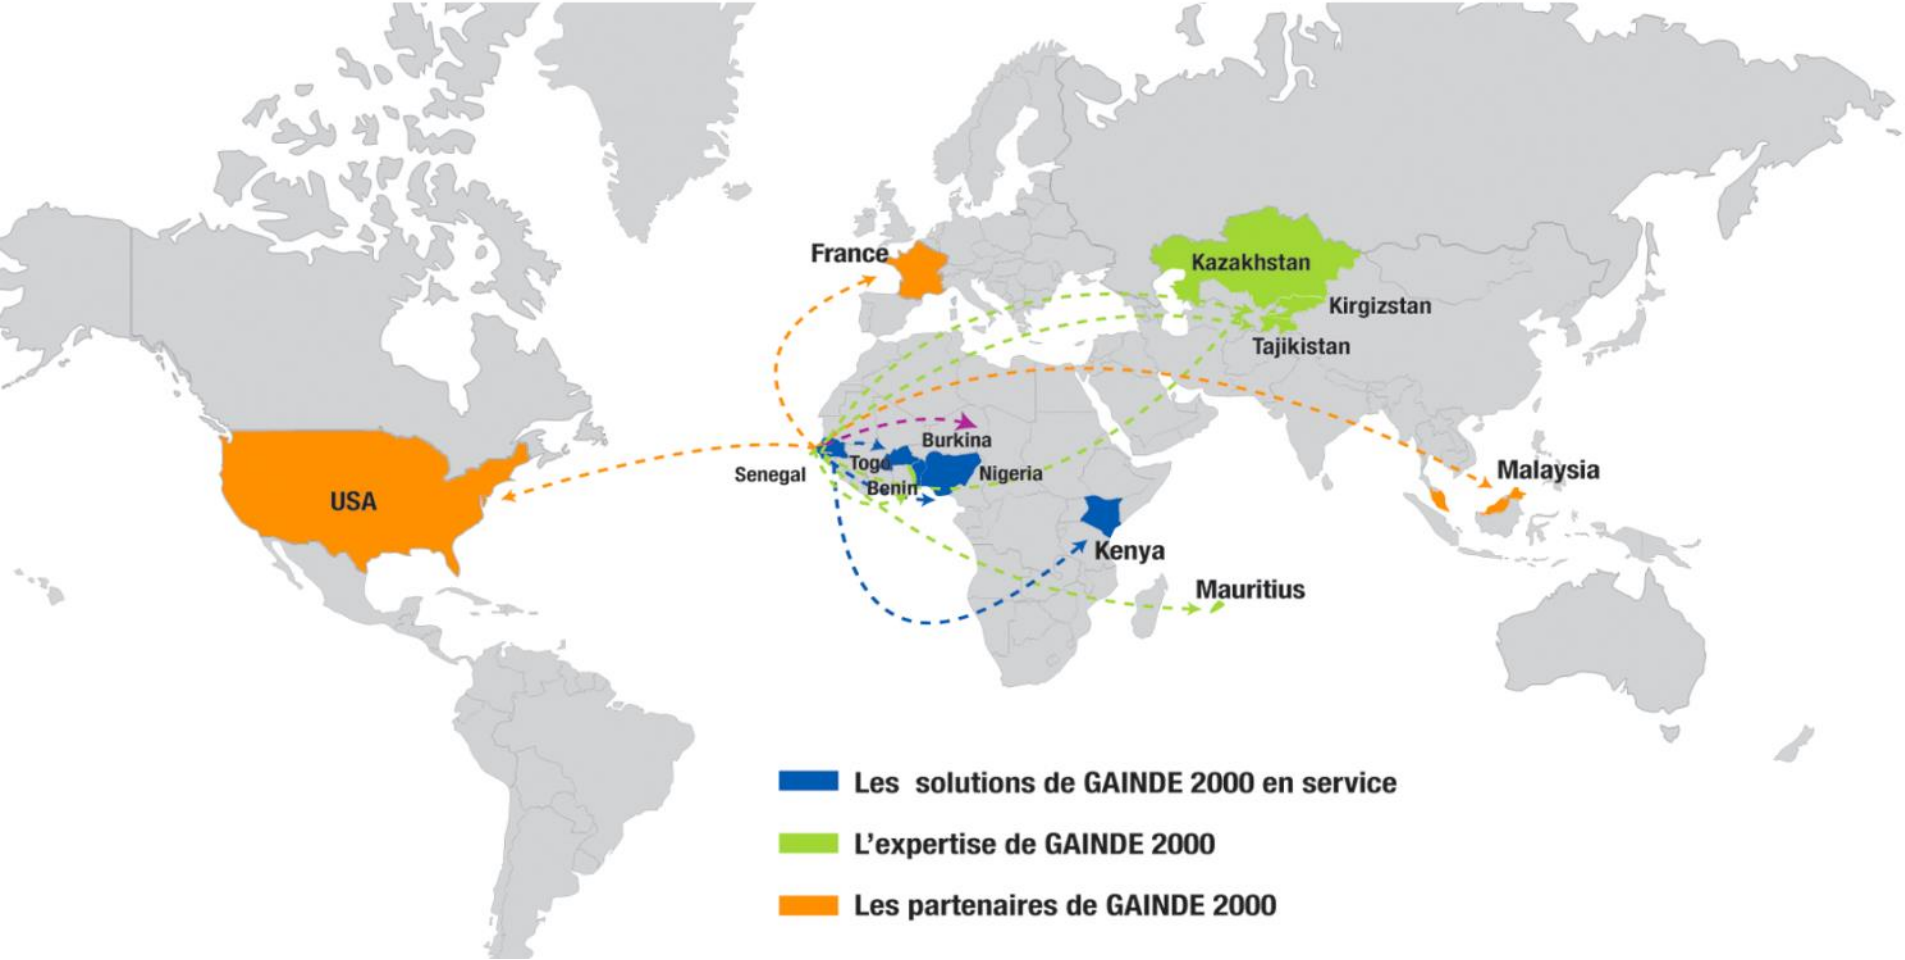 France
Kazakhstan
Kirgizstan
Tajikistan
Burkina
Togo
Senegal
Nigeria
Benin
Malaysia
USA
Kenya
Mauritius
Les solutions de GAINDE 2000 en service
L'expertise de GAINDE 2000
Les partenaires de GAINDE 2000